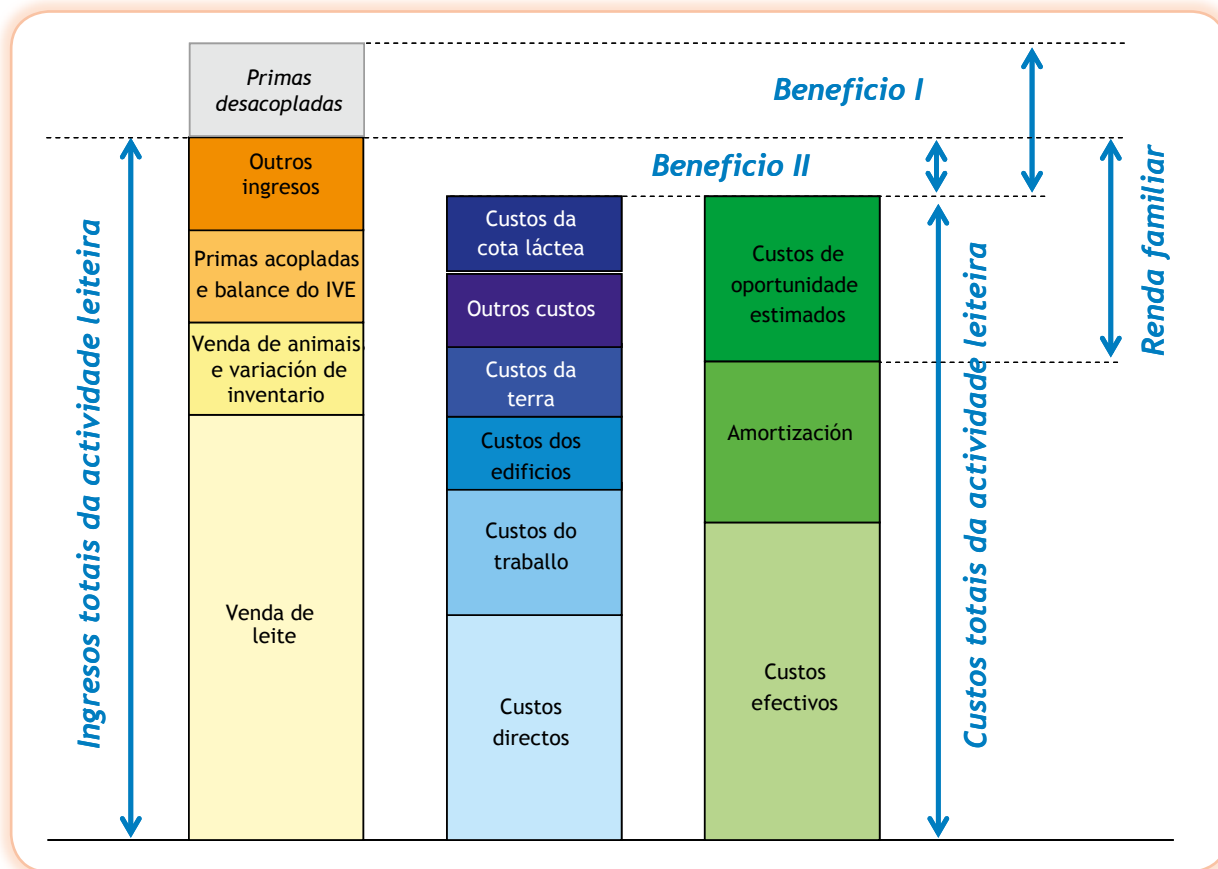 Primas
desacopladas
Beneficio I
Outros
ingresos
Beneficio II
Primas acopladas
e balance do IVE
Venda de animais
e variación de
inventario
Venda de
leite
Ingresos totais da actividade leiteira
Custos da
cota láctea
Outros custos
Custos da
terra
Custos dos
edificios
Custos do
traballo
Custos
directos
Custos de
oportunidade
estimados
Amortización
Custos
efectivos
Custos totais da actividade leiteira
Renda familiar